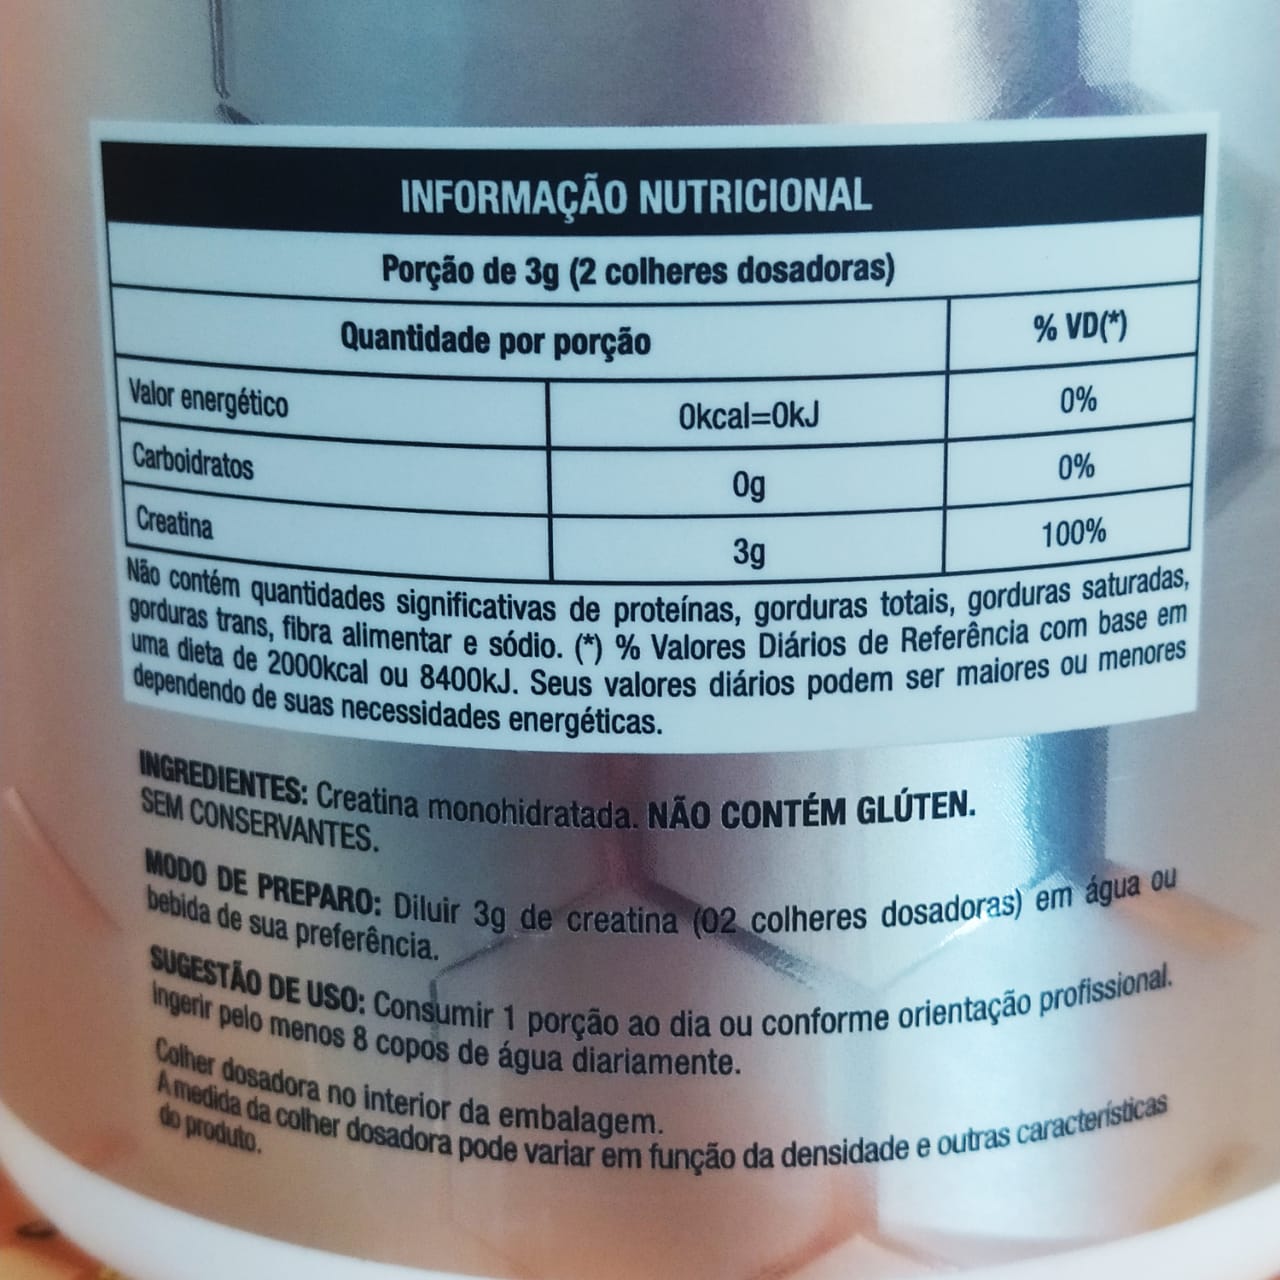 INFORMAÇÃO NUTRICIONAL
Porção de 3g (2 colheres dosadoras)
Quantidade por porção % VD(*)
Valor energético 0kcal=0kJ 0%
Carboidratos 0g 0%
Creatina 3g 100%
Não contém quantidades significativas de proteínas, gorduras totais, gorduras saturadas,
gorduras trans, fibra alimentar e sódio. (*) % Valores Diários de Referência com base em
uma dieta de 2000kcal ou 8400kJ. Seus valores diários podem ser maiores ou menores
dependendo de suas necessidades energéticas.
INGREDIENTES: Creatina monohidratada. NÃO CONTÉM GLÚTEN.
SEM CONSERVANTES.
MODO DE PREPARO: Diluir 3g de creatina (02 colheres dosadoras) em água ou
bebida de sua preferência.
SUGESTÃO DE USO: Consumir 1 porção ao dia ou conforme orientação profissional.
Ingerir pelo menos 8 copos de água diariamente.
Colher dosadora no interior da embalagem.
A medida da colher dosadora pode variar em função da densidade e outras características
do produto.